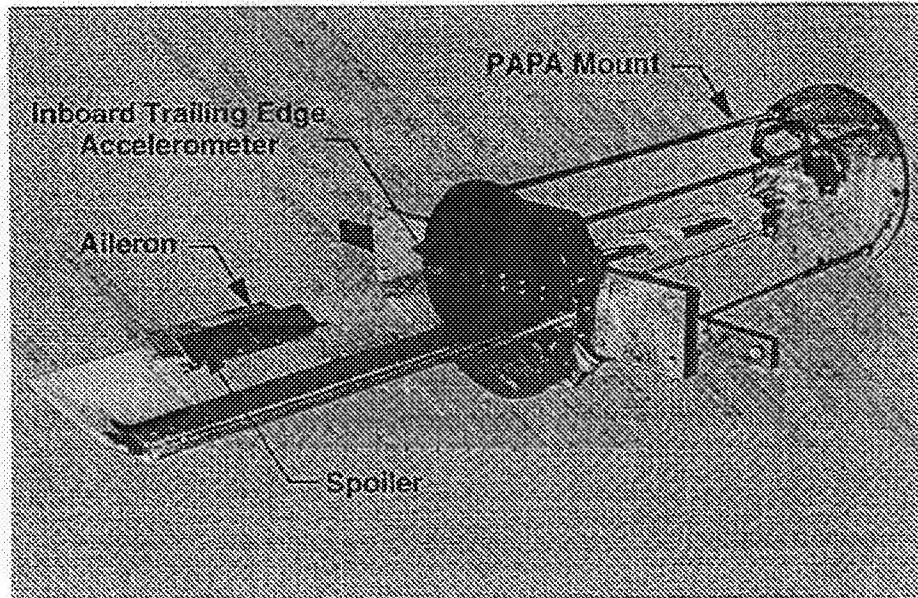 PAPA Mount
Inboard Trailing Edge
Accelerometer
Aileron
Spoiler